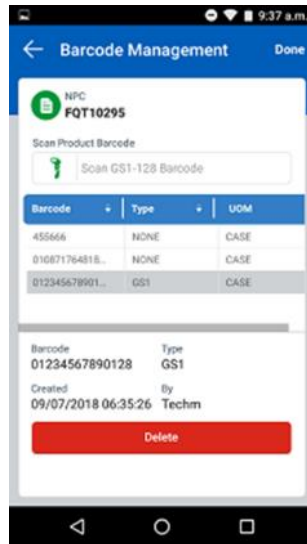 9:37 a.m.
Barcode Management Done
NPC
FQT10295
Scan Product Barcode
Scan GS1-128 Barcode
Barcode Type UOM
455666 NONE CASE
010871764818... NONE CASE
012345678901... GS1 CASE
Barcode Type
01234567890128 GS1
Created By
09/07/2018 06:35:26 Techm
Delete